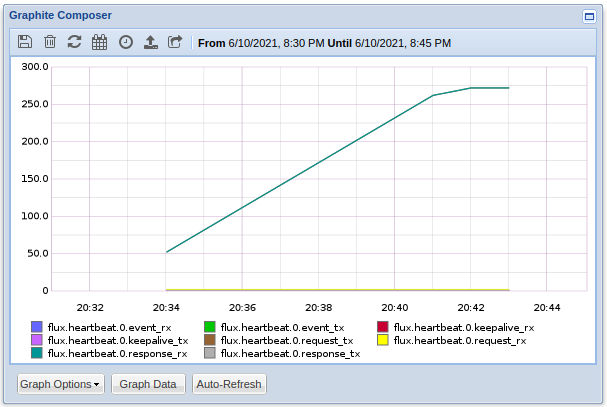 Graphite Composer
From 6/10/2021, 8:30 PM Until 6/10/2021, 8:45 PM
300.0
250.0
200.0
150.0
100.0
50.0
0
20:32 20:34 20:36 20:38 20:40 20:42 20:44
flux.heartbeat.0.event_rx flux.heartbeat.0.event_tx flux.heartbeat.0.keepalive_rx
flux.heartbeat.0.keepalive_tx flux.heartbeat.0.request_tx flux.heartbeat.0.request_rx
flux.heartbeat.0.response_rx flux.heartbeat.0.response_tx
Graph Options Graph Data Auto-Refresh